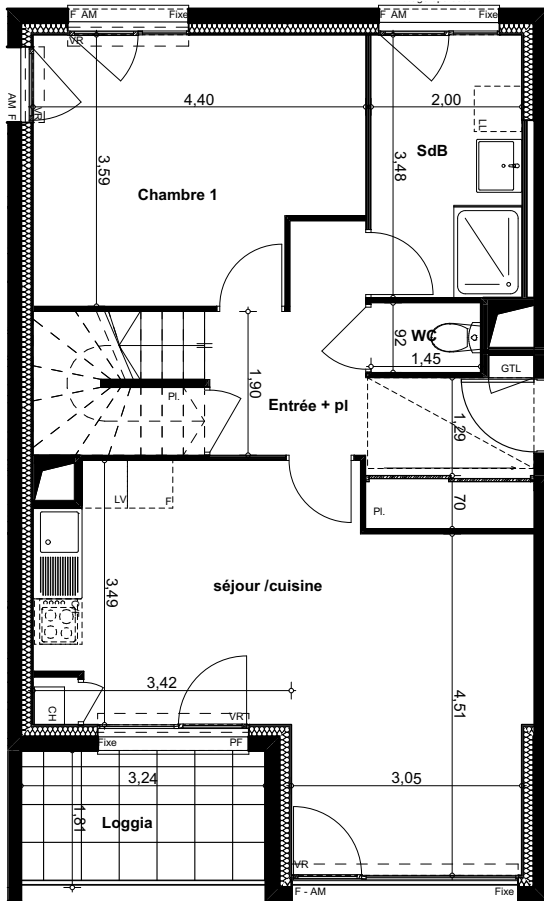 F AM
Fixe
F AM
Fixe
VR
AM F
VR
4,40
2,00
LL
SdB
3,59
3,48
Chambre 1
WC
92
1,45
GTL
1,90
Pl.
Entrée + pl
1,29
LV
F
Pl.
70
séjour /cuisine
3,49
3,42
4,51
CH
VR
Fixe
PF
3,24
3,05
1,81
Loggia
VR
F - AM
Fixe